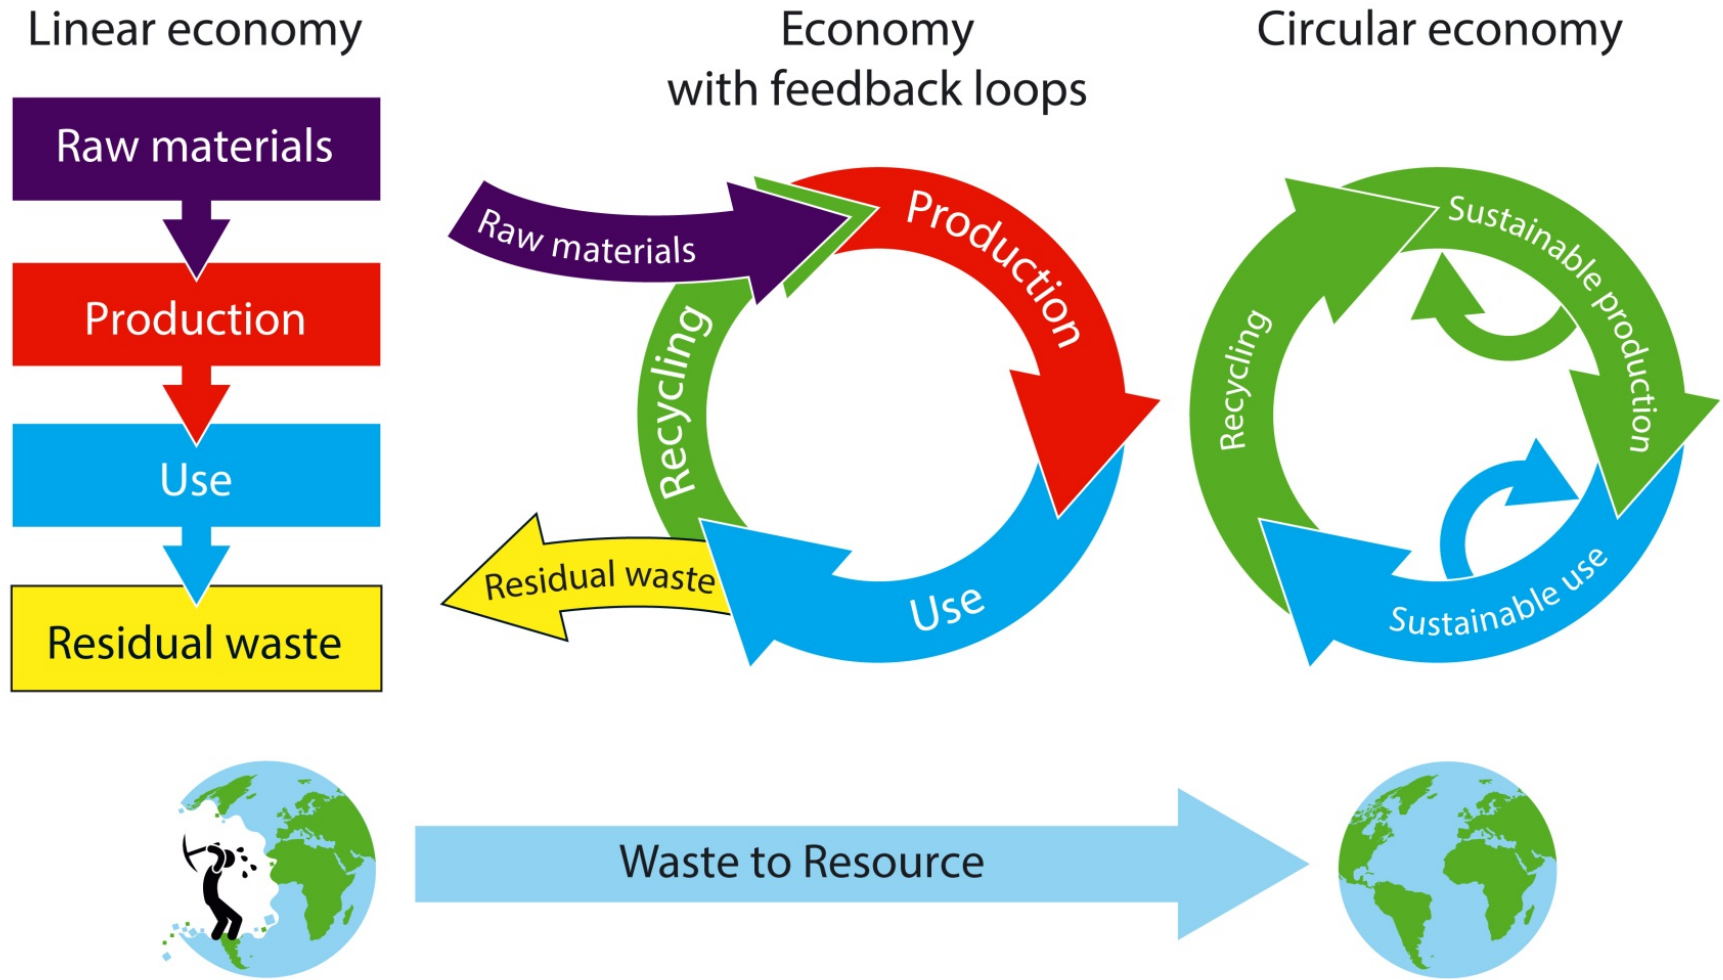 Linear economy
Raw materials
Production
Use
Residual waste
Economy
with feedback loops
Raw materials
Production
Recycling
Residual waste
Use
Circular economy
Sustainable production
Recycling
Sustainable use
Waste to Resource